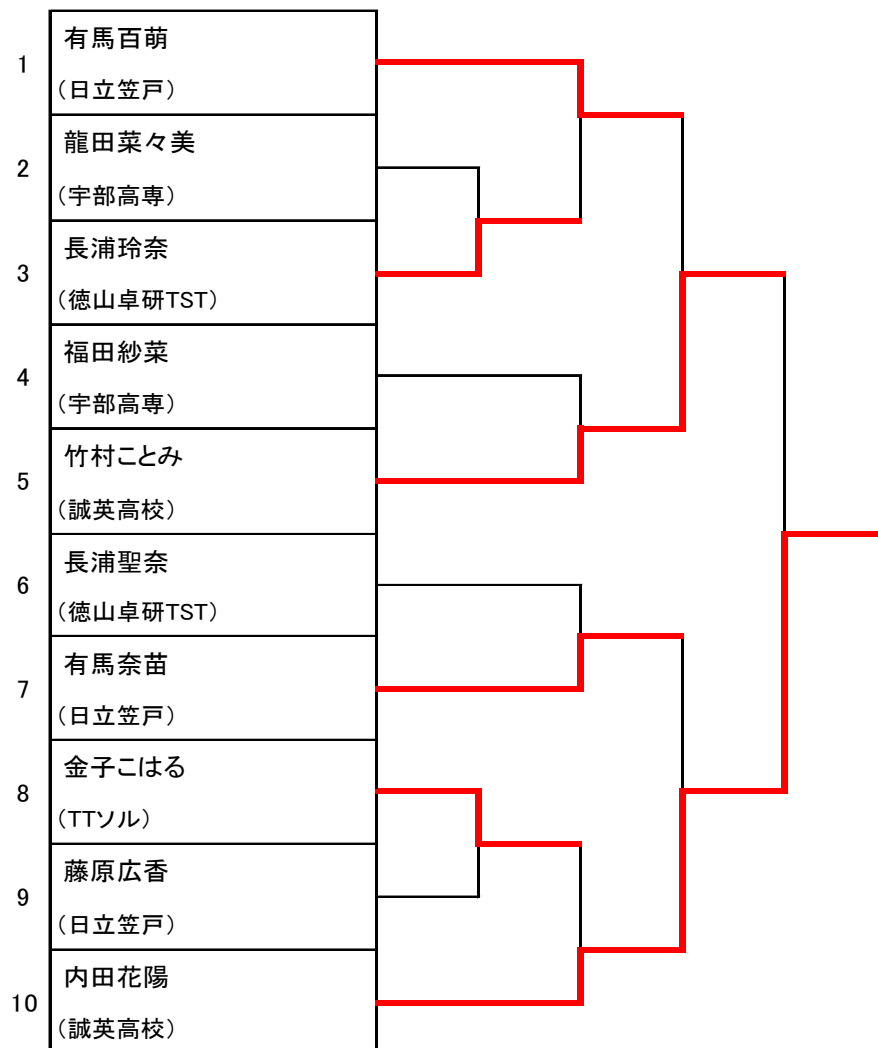 有馬百萌
1
（日立笠戸）
龍田菜々美
2
（宇部高専）
長浦玲奈
3
（徳山卓研TST）
福田紗菜
4
（宇部高専）
竹村ことみ
5
（誠英高校）
長浦聖奈
6
（徳山卓研TST）
有馬奈苗
7
（日立笠戸）
金子こはる
8
（TTソル）
藤原広香
9
（日立笠戸）
内田花陽
10
（誠英高校）